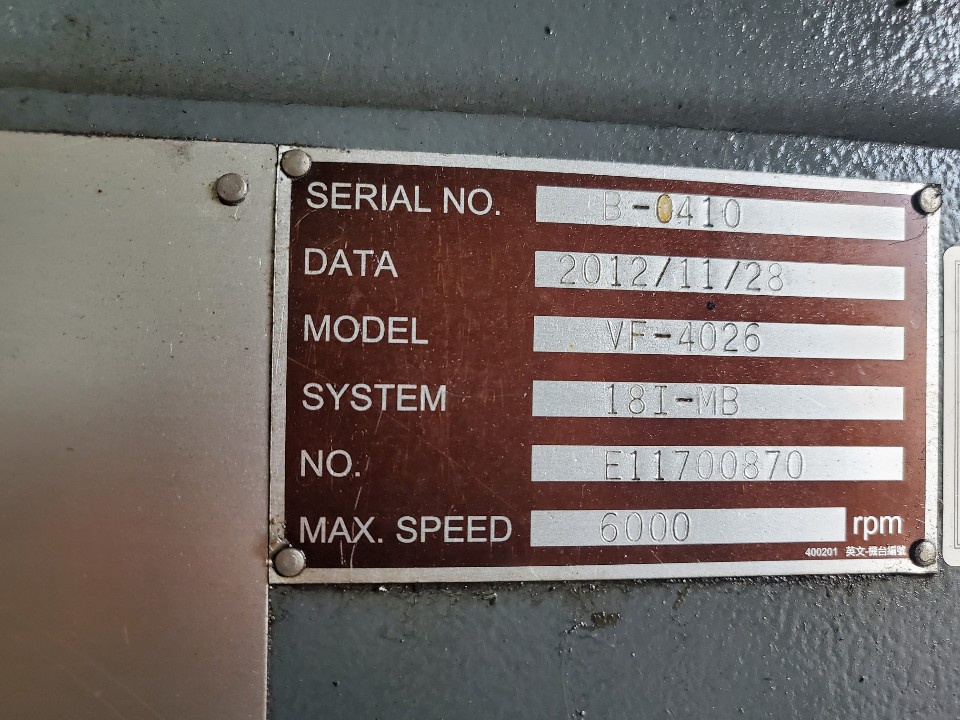 SERIAL NO. B-0410
DATA 2012/11/28
MODEL VF-4026
SYSTEM 18I-MB
NO. E11700870
MAX. SPEED 6000 rpm
400201 英文-機台編號